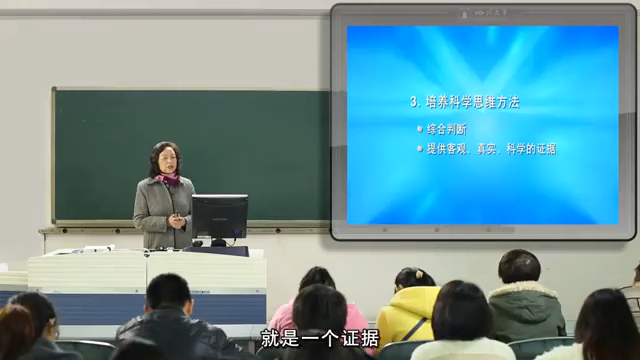 3. 培养科学思维方法
综合判断
提供客观、真实、科学的证据
就是一个证据